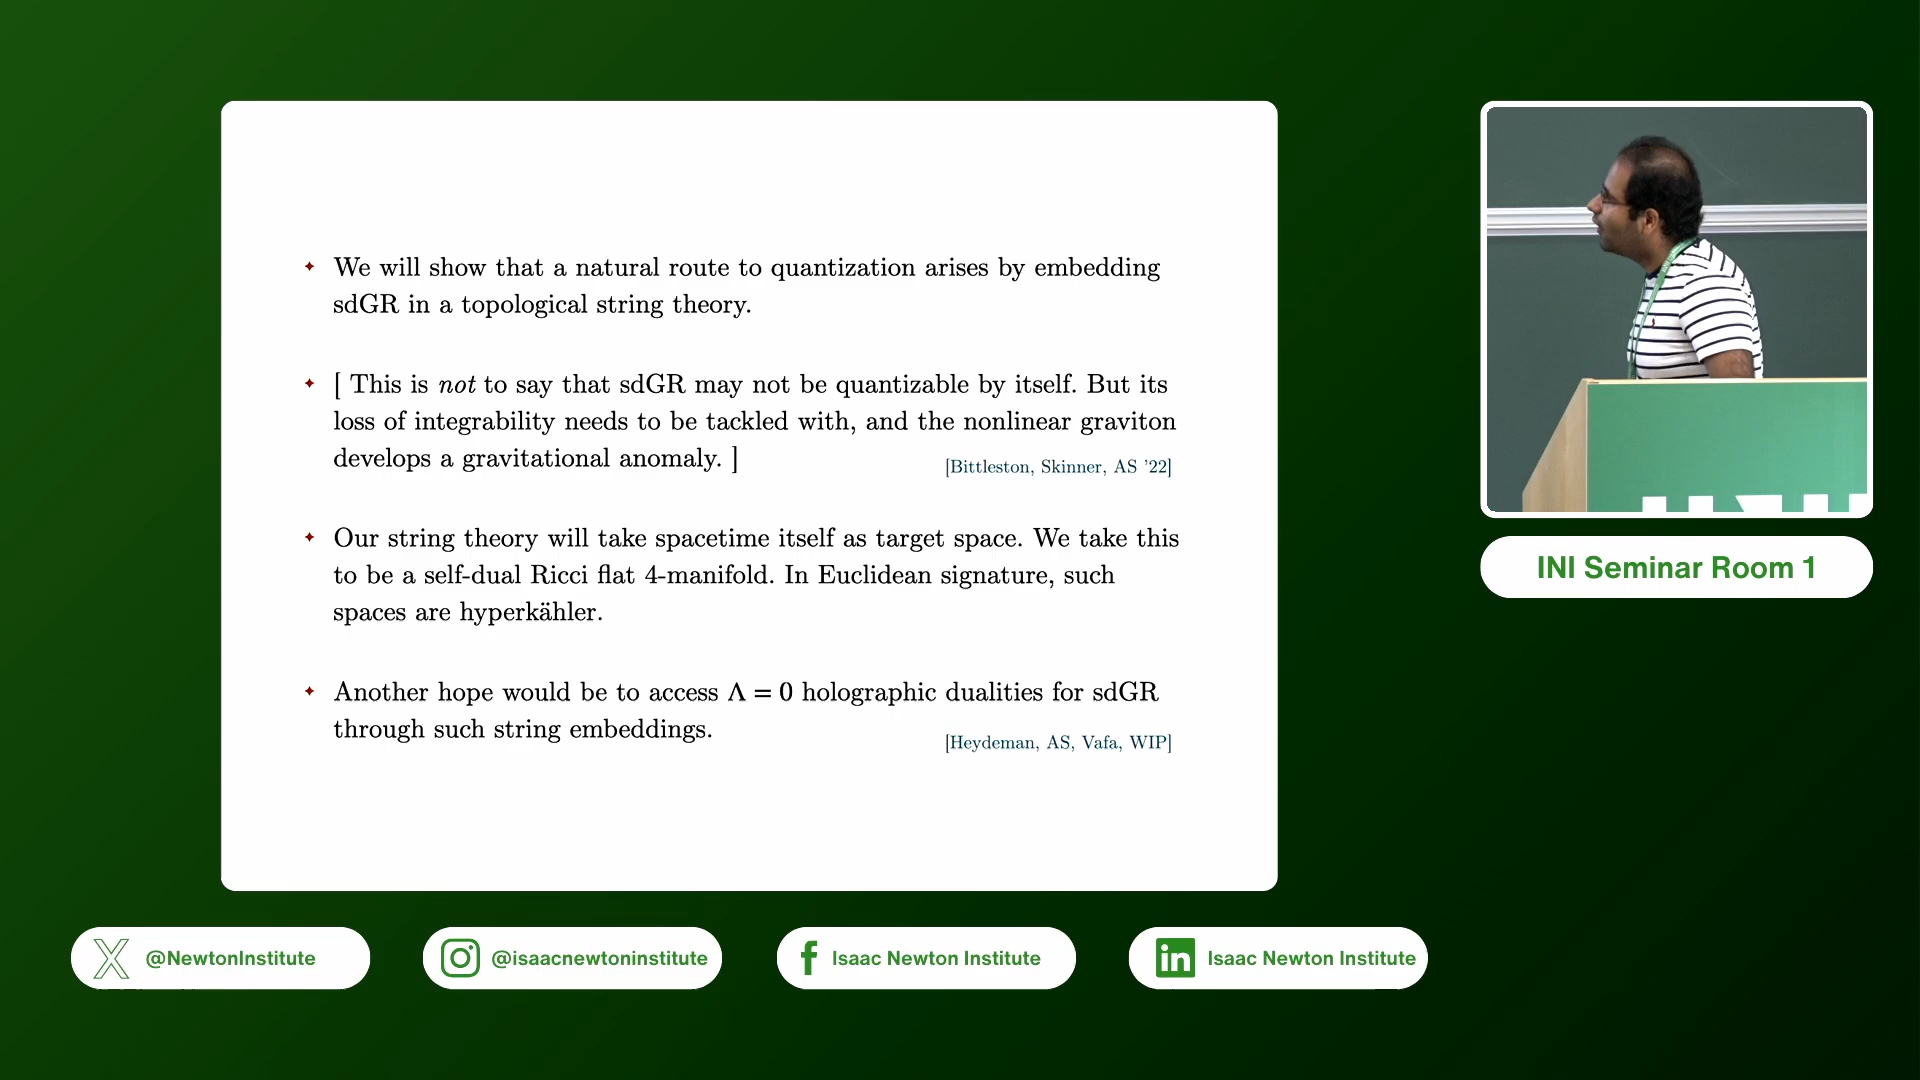 We will show that a natural route to quantization arises by embedding
sdGR in a topological string theory.
[ This is not to say that sdGR may not be quantizable by itself. But its
loss of integrability needs to be tackled with, and the nonlinear graviton
develops a gravitational anomaly. ]
[Bittleston, Skinner, AS ’22]
Our string theory will take spacetime itself as target space. We take this
to be a self-dual Ricci flat 4-manifold. In Euclidean signature, such
spaces are hyperkähler.
Another hope would be to access Λ = 0 holographic dualities for sdGR
through such string embeddings.
[Heydeman, AS, Vafa, WIP]
INI Seminar Room 1
@NewtonInstitute
@isaacnewtoninstitute
Isaac Newton Institute
Isaac Newton Institute